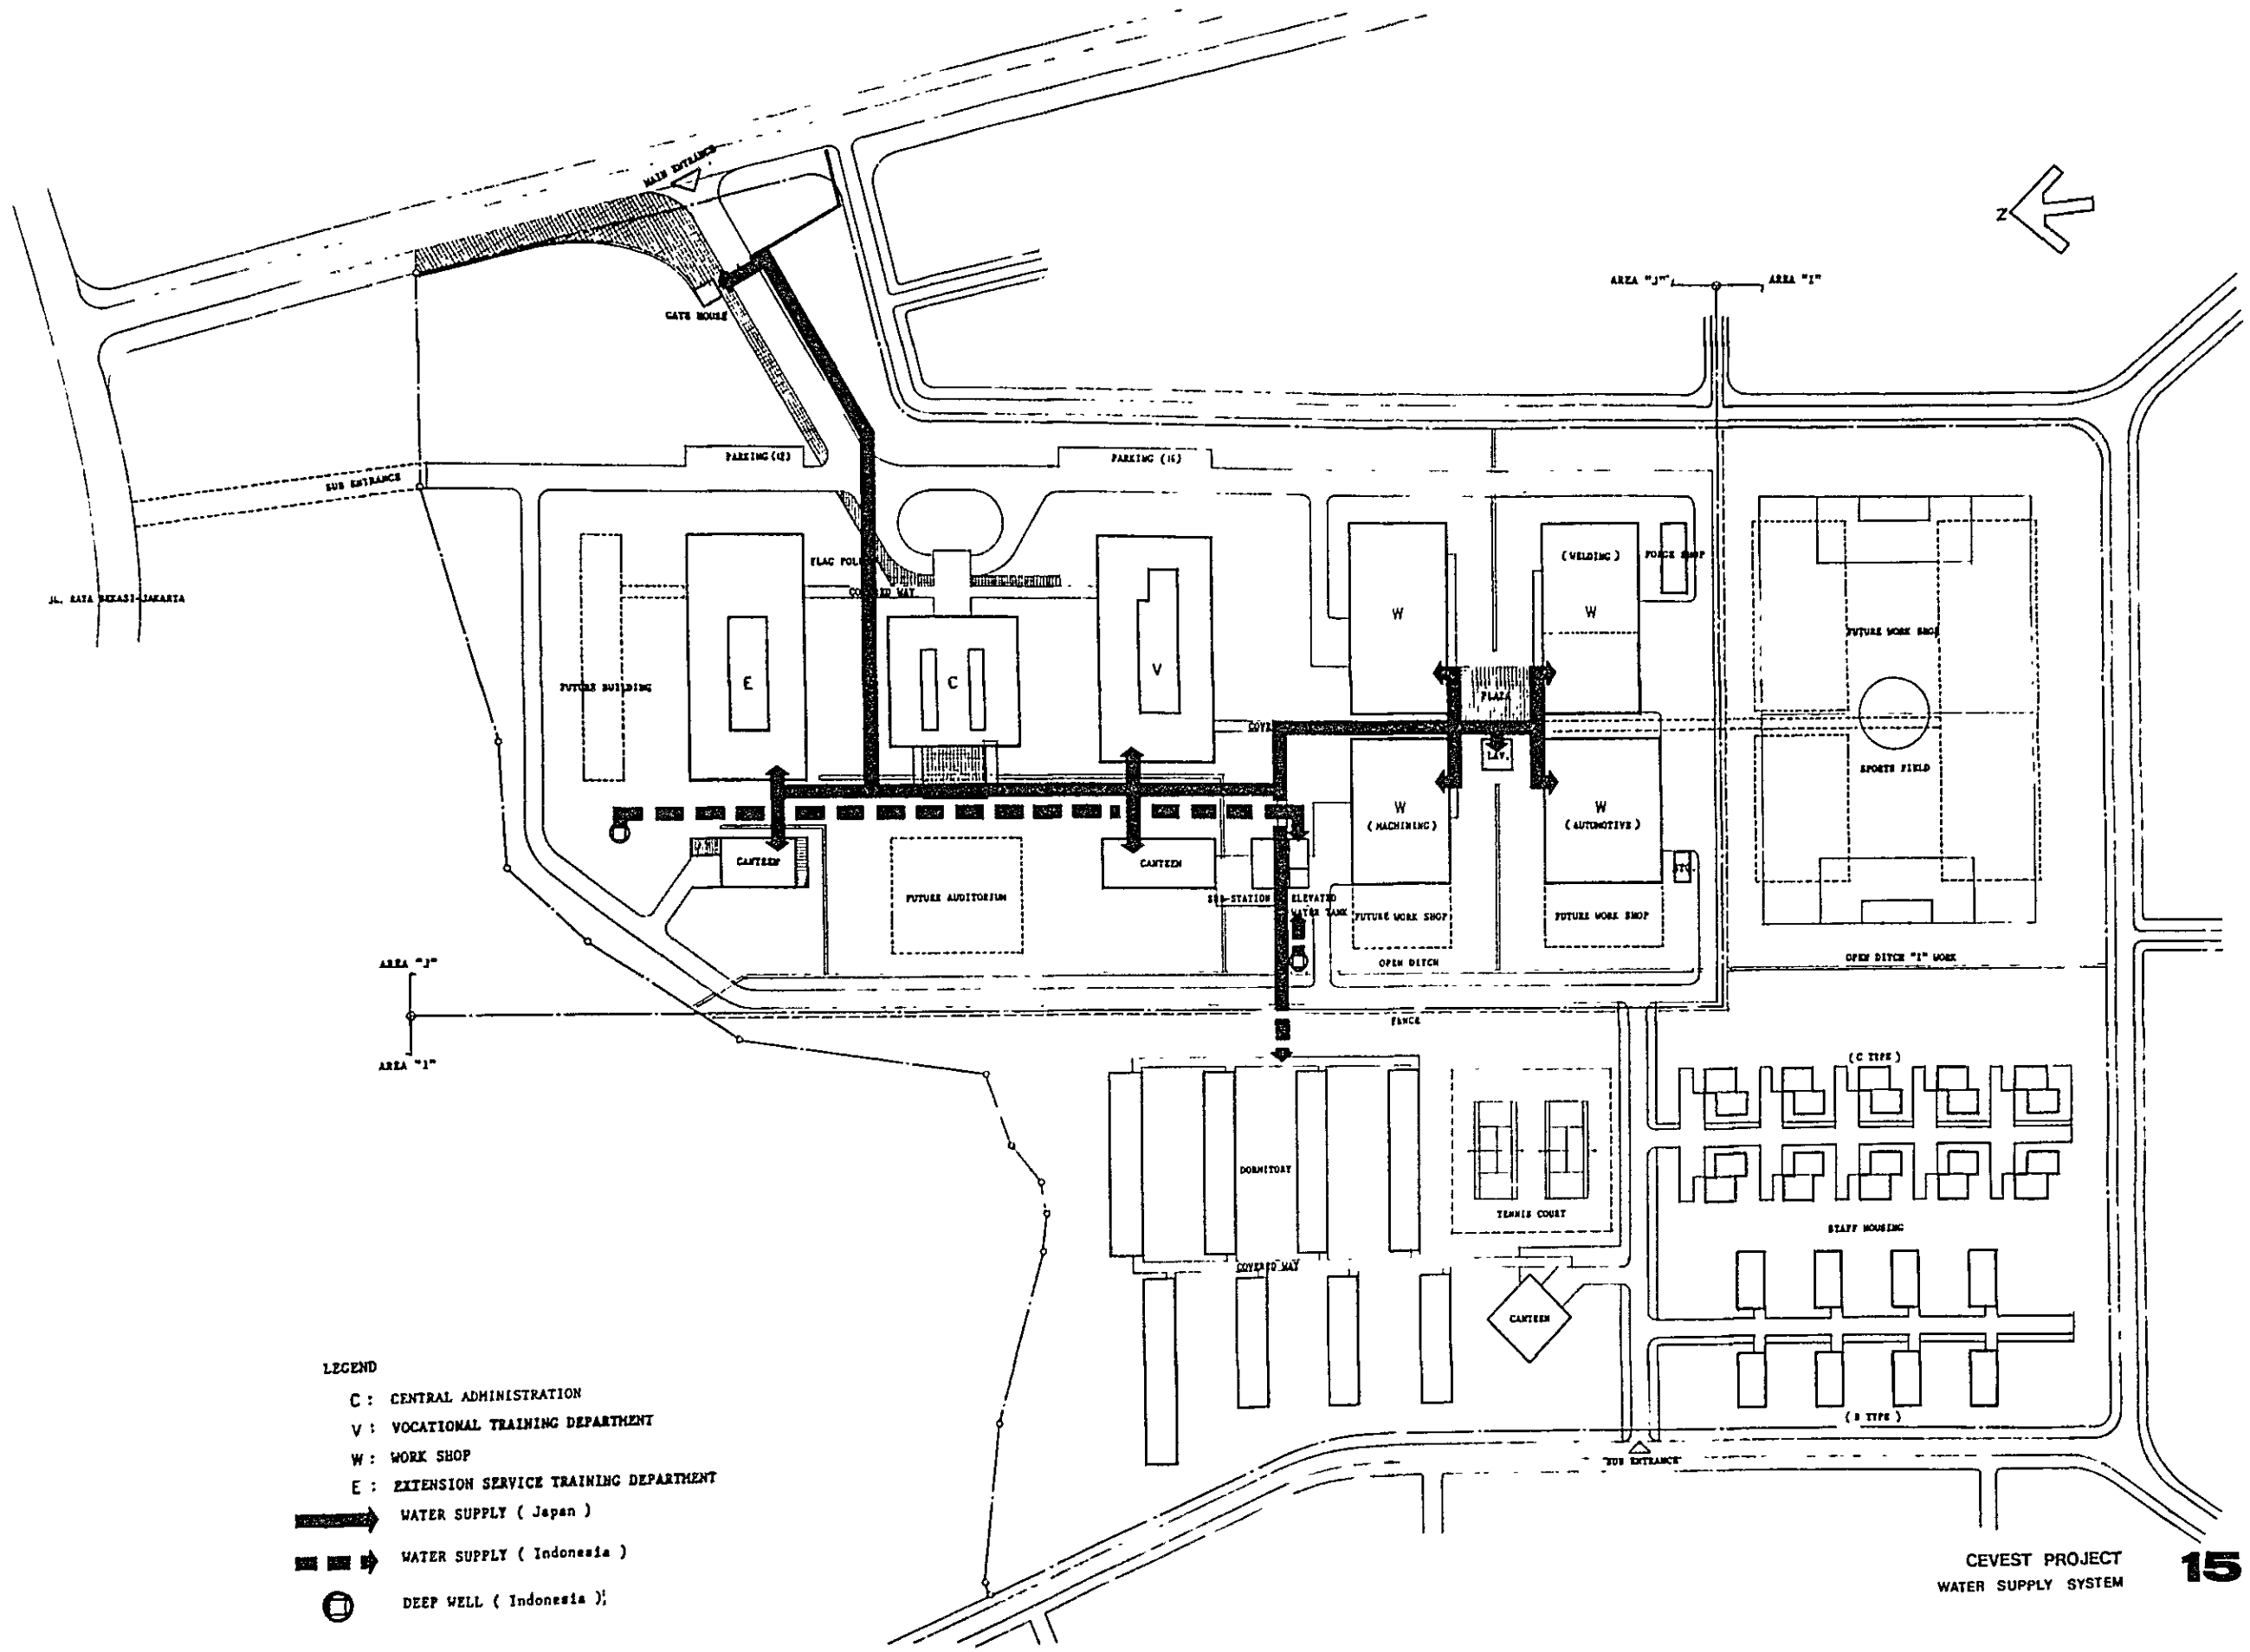 MAIN ENTRANCE
GATE HOUSE
N
AREA "J"
AREA "I"
SUB ENTRANCE
PARKING (12)
PARKING (16)
JL. RAYA BEKASI-JAKARTA
FLAG POLE
COVERED WAY
(WELDING)
FORGE SHOP
W
W
FUTURE BUILDING
E
C
V
PLAZA
FUTURE WORK SHOP
LAV.
SPORTS FIELD
W
(MACHINING)
W
(AUTOMOTIVE)
CANTEEN
FUTURE AUDITORIUM
CANTEEN
SUB-STATION
ELEVATED
WATER TANK
FUTURE WORK SHOP
FUTURE WORK SHOP
OPEN DITCH
OPEN DITCH "I" WORK
AREA "J"
AREA "I"
FENCE
(C TYPE)
DORMITORY
TENNIS COURT
STAFF HOUSING
COVERED WAY
CANTEEN
SUB ENTRANCE
LEGEND
C : CENTRAL ADMINISTRATION
V : VOCATIONAL TRAINING DEPARTMENT
W : WORK SHOP
E : EXTENSION SERVICE TRAINING DEPARTMENT
WATER SUPPLY ( Japan )
WATER SUPPLY ( Indonesia )
DEEP WELL ( Indonesia )
CEVEST PROJECT
WATER SUPPLY SYSTEM
15